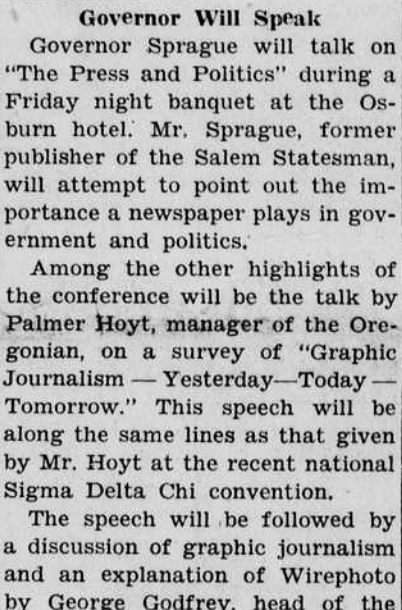 Governor Will Speak
Governor Sprague will talk on
"The Press and Politics" during a
Friday night banquet at the Os-
burn hotel. Mr. Sprague, former
publisher of the Salem Statesman,
will attempt to point out the im-
portance a newspaper plays in gov-
ernment and politics.
Among the other highlights of
the conference will be the talk by
Palmer Hoyt, manager of the Ore-
gonian, on a survey of "Graphic
Journalism — Yesterday—Today —
Tomorrow." This speech will be
along the same lines as that given
by Mr. Hoyt at the recent national
Sigma Delta Chi convention.
The speech will be followed by
a discussion of graphic journalism
and an explanation of Wirephoto
by George Godfrey, head of the